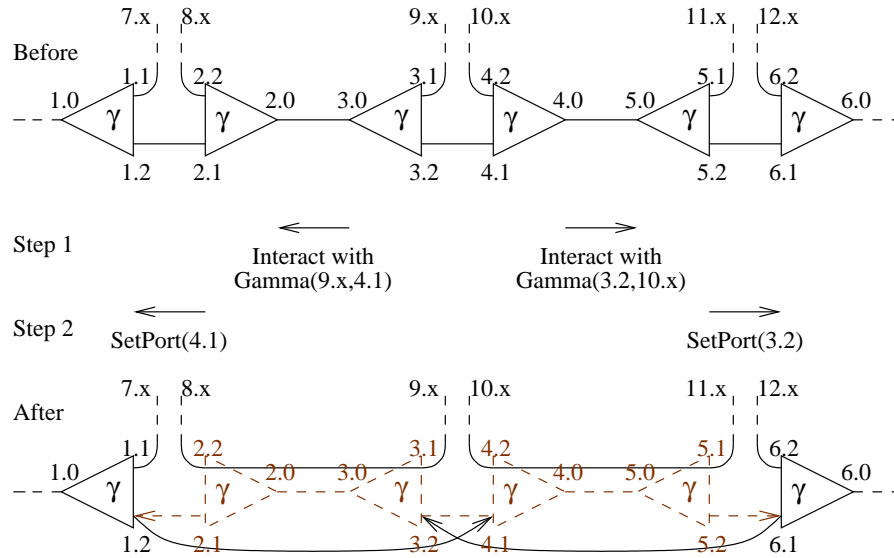 7.x 8.x 9.x 10.x 11.x 12.x
Before
1.0 1.1 2.2 2.0 3.0 3.1 4.2 4.0 5.0 5.1 6.2 6.0
γ γ γ γ γ γ
1.2 2.1 3.2 4.1 5.2 6.1
Step 1
Interact with
Gamma(9.x,4.1)
Interact with
Gamma(3.2,10.x)
Step 2
SetPort(4.1) SetPort(3.2)
7.x 8.x 9.x 10.x 11.x 12.x
After
1.0 1.1 2.2 2.0 3.0 3.1 4.2 4.0 5.0 5.1 6.2 6.0
γ γ γ γ γ γ
1.2 2.1 3.2 4.1 5.2 6.1